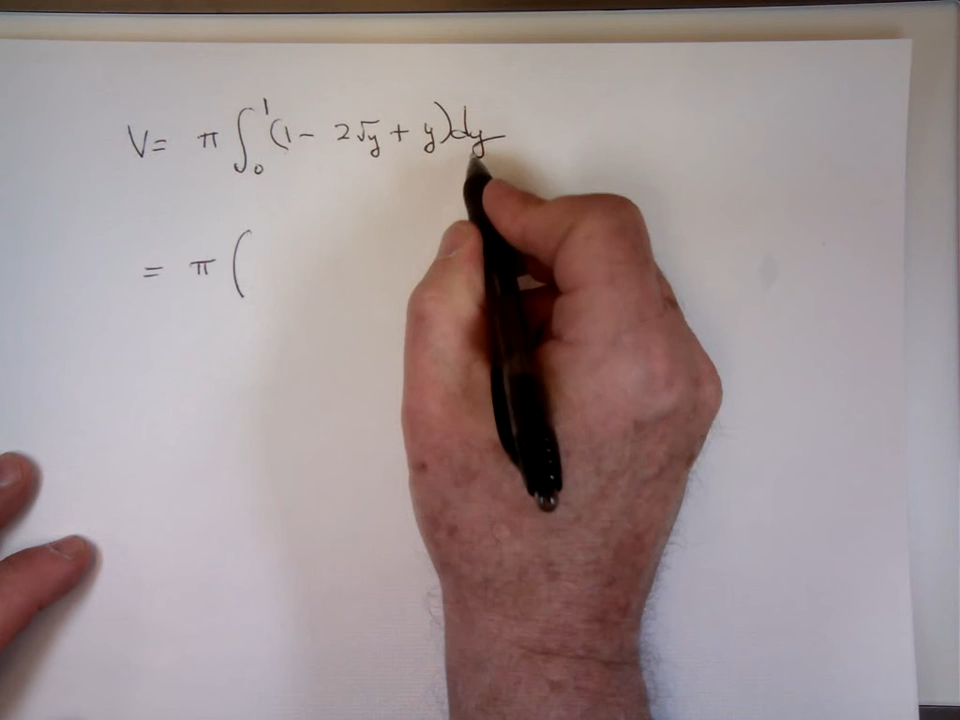 V = π ∫₀¹ (1 - 2√y + y) dy
= π (